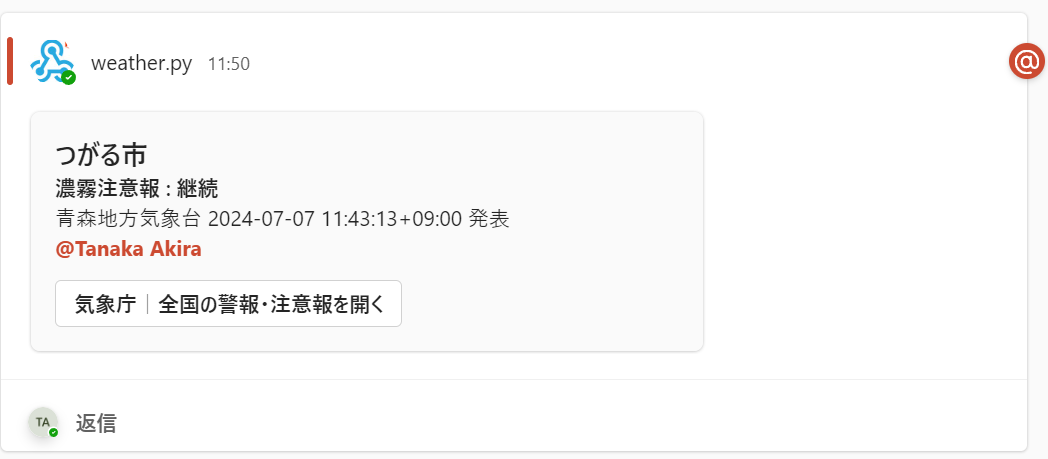 weather.py 11:50
@
つがる市
濃霧注意報 : 継続
青森地方気象台 2024-07-07 11:43:13+09:00 発表
@Tanaka Akira
気象庁｜全国の警報・注意報を開く
TA 返信